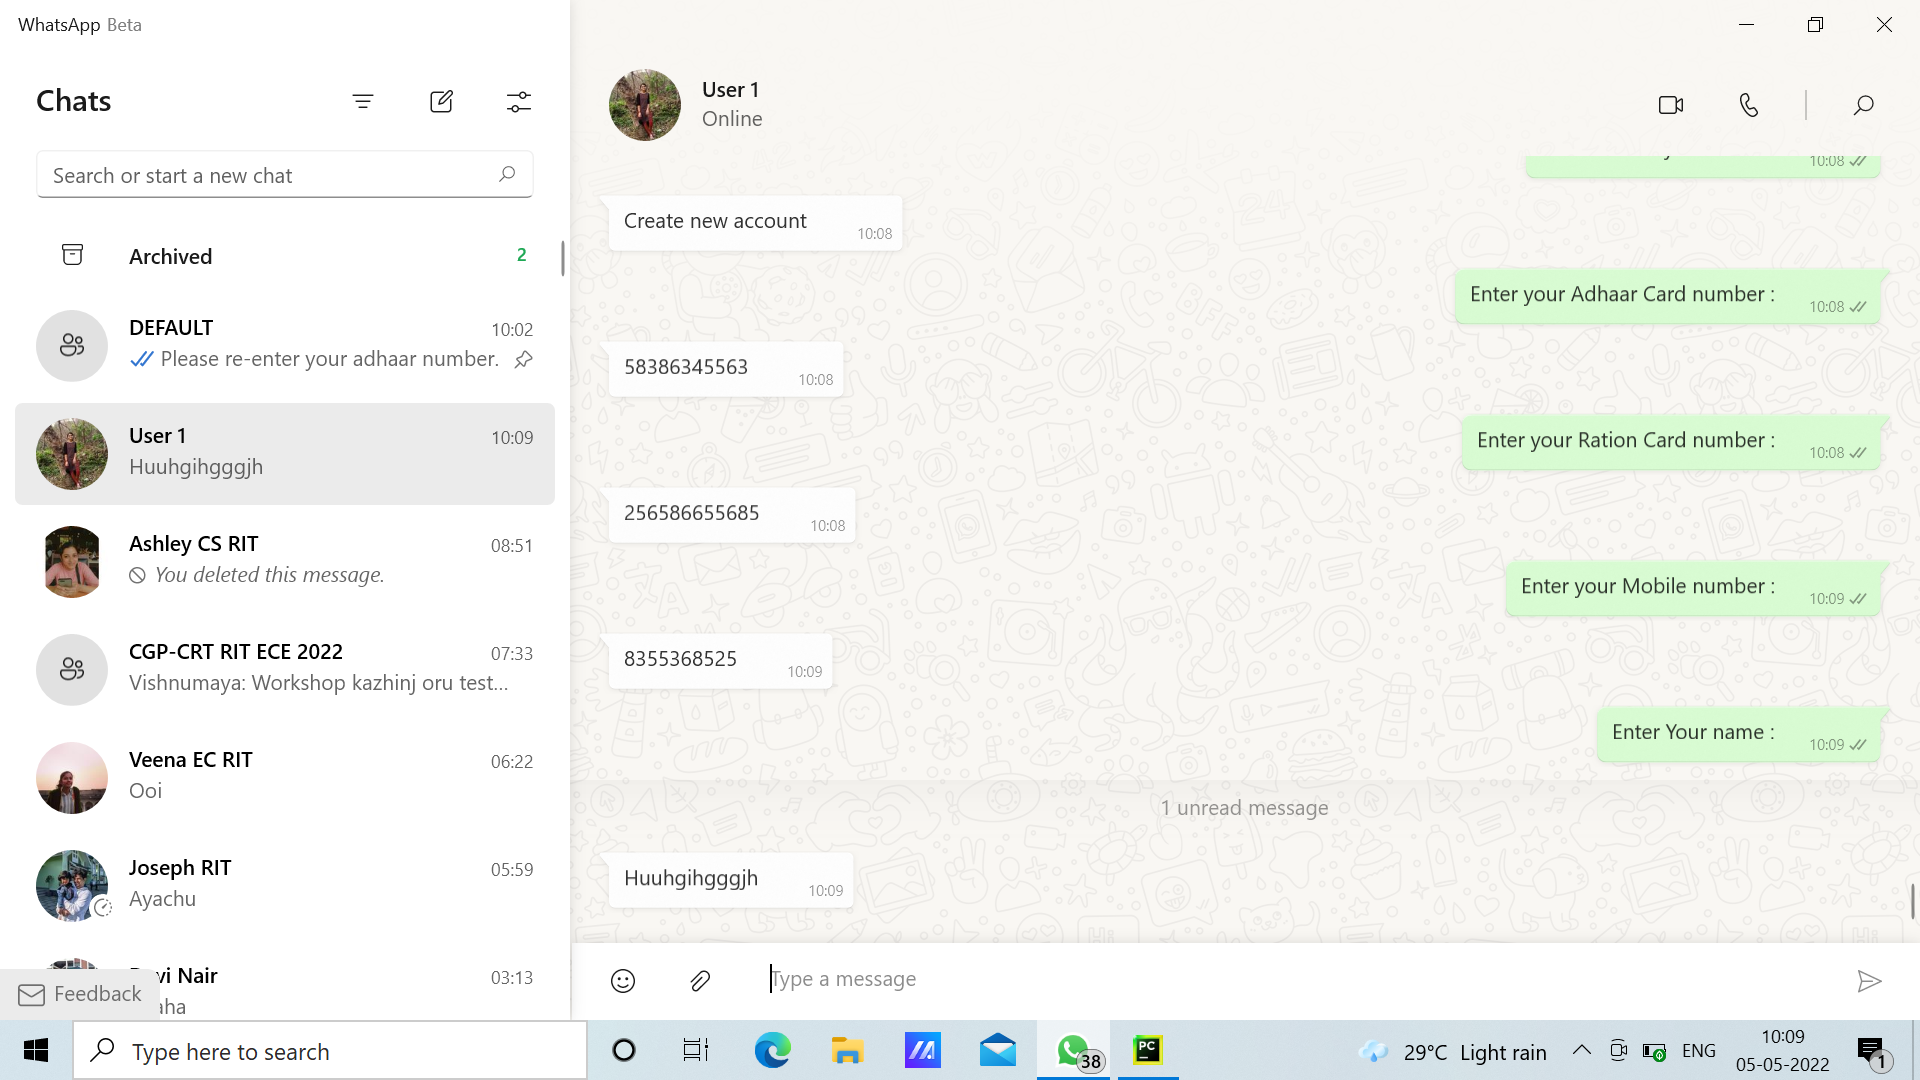 WhatsApp Beta
Chats
Search or start a new chat
Archived 2
DEFAULT 10:02
Please re-enter your adhaar number.
User 1 10:09
Huuhgihgggjh
Ashley CS RIT 08:51
You deleted this message.
CGP-CRT RIT ECE 2022 07:33
Vishnumaya: Workshop kazhinj oru test...
Veena EC RIT 06:22
Ooi
Joseph RIT 05:59
Ayachu
vi Nair 03:13
aha
Feedback
User 1
Online
10:08
Create new account 10:08
Enter your Adhaar Card number : 10:08
58386345563 10:08
Enter your Ration Card number : 10:08
256586655685 10:08
Enter your Mobile number : 10:09
8355368525 10:09
Enter Your name : 10:09
1 unread message
Huuhgihgggjh 10:09
Type a message
Type here to search
38
PC
29°C Light rain
ENG
10:09
05-05-2022
1